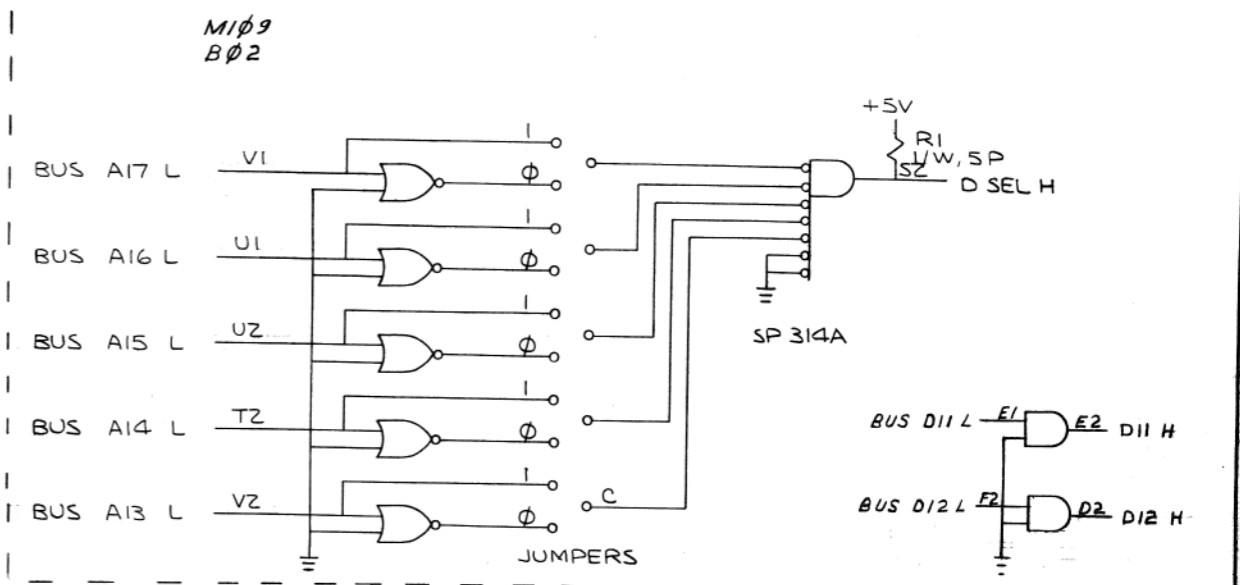 M1Ø9
BØ2
+5V
R1
1/W, 5P
S2
D SEL H
BUS A17 L V1 1
Ø
BUS A16 L U1 1
Ø
BUS A15 L U2 1
Ø
SP 314A
BUS A14 L T2 1
Ø
BUS D11 L E1 E2 D11 H
BUS A13 L V2 1
Ø
C
BUS D12 L F2 D2 D12 H
JUMPERS